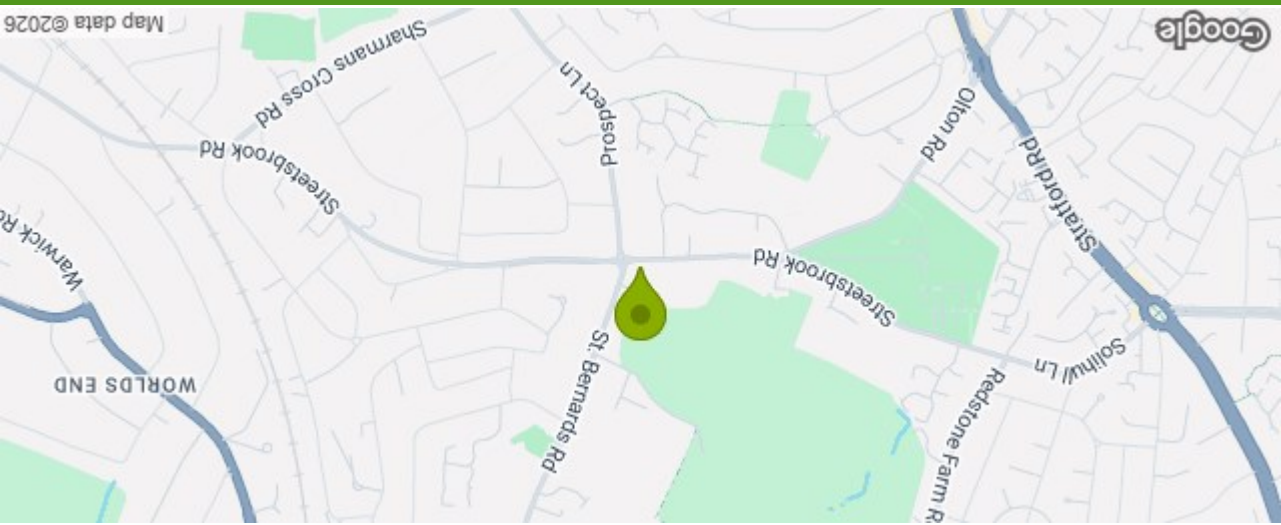 Map data ©2026
Google
Sharmans Cross Rd
Prospect Ln
Olton Rd
Streetsbrook Rd
Stratford Rd
Warwick Rd
Streetsbrook Rd
Solihull Ln
St. Bernards Rd
WORLDS END
Redstone Farm R